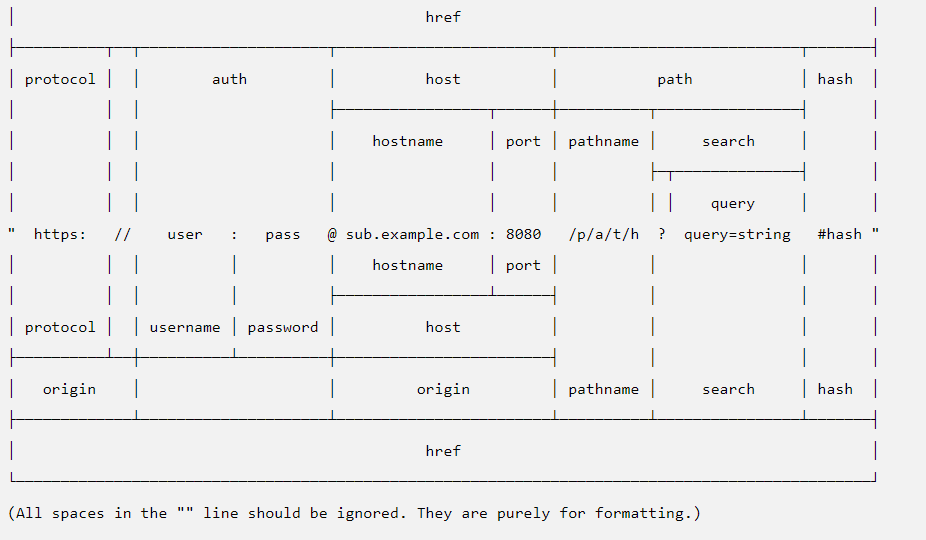 href
protocol auth host path hash
hostname port pathname search
query
" https: // user : pass @ sub.example.com : 8080 /p/a/t/h ? query=string #hash "
hostname port
protocol username password host
origin origin pathname search hash
href
(All spaces in the "" line should be ignored. They are purely for formatting.)